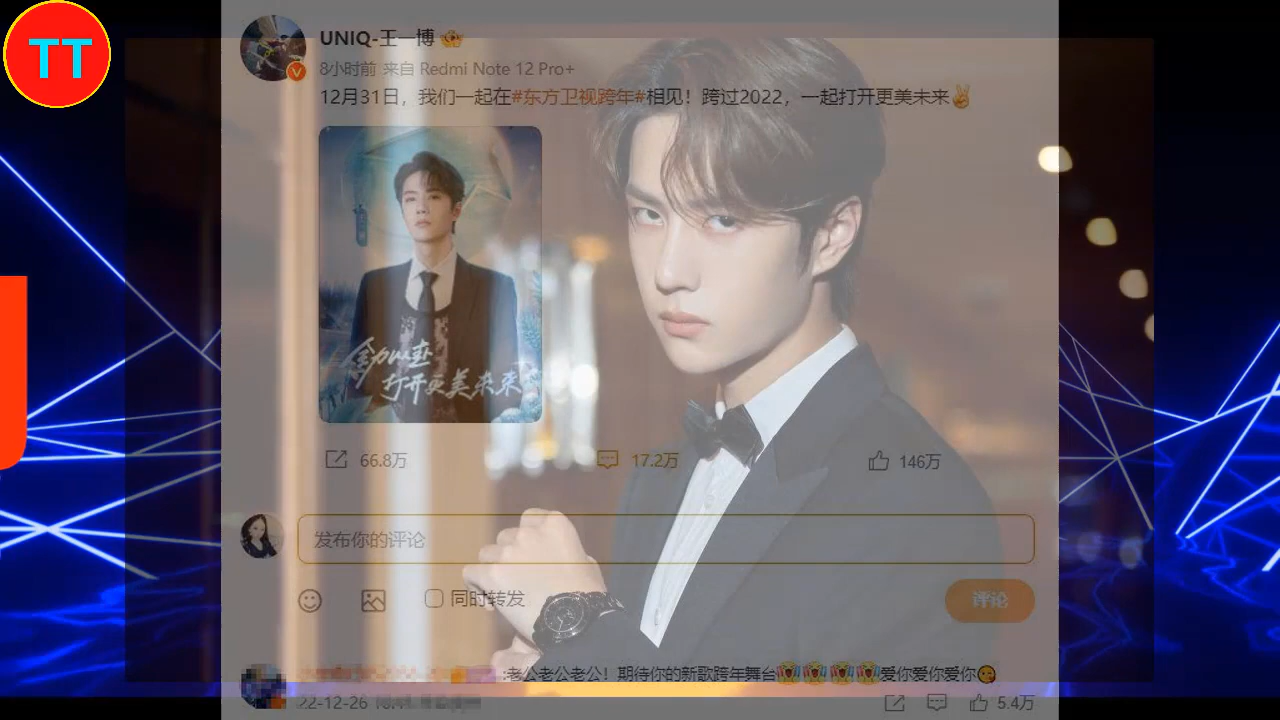 TT
UNIQ-王一博
8小时前 来自 Redmi Note 12 Pro+
12月31日，我们一起在#东方卫视跨年#相见！跨过2022，一起打开更美未来
打开更美未来
66.8万
17.2万
146万
发布你的评论
同时转发
评论
:老公老公老公！期待你的新歌跨年舞台爱你爱你爱你
22-12-26
5.4万